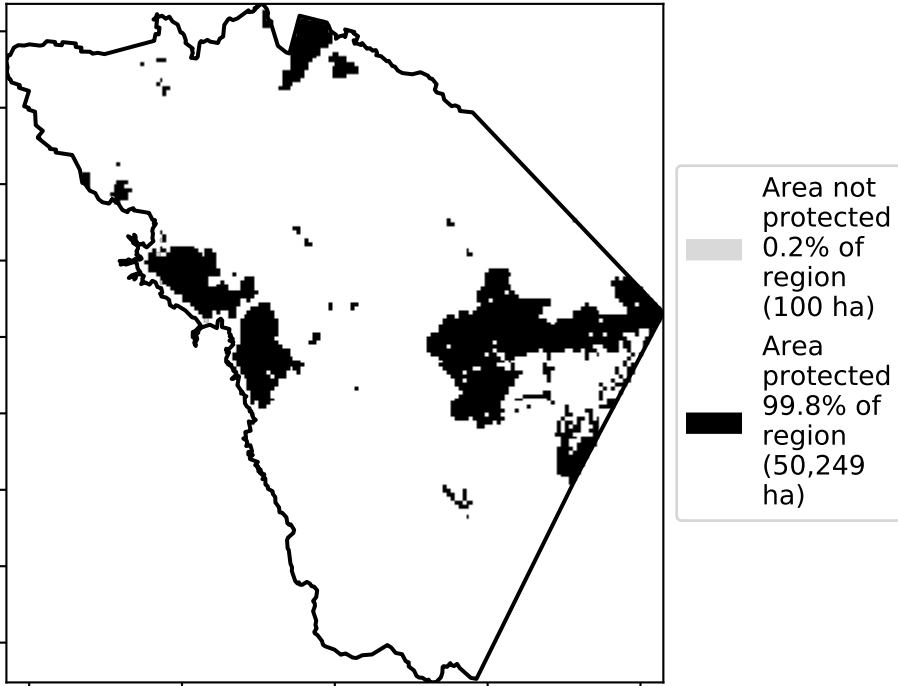 Area not
protected
0.2% of
region
(100 ha)
Area
protected
99.8% of
region
(50,249
ha)